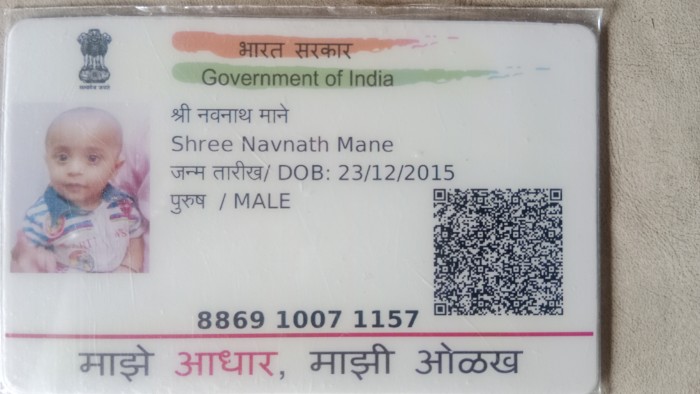 भारत सरकार
Government of India
श्री नवनाथ माने
Shree Navnath Mane
जन्म तारीख/ DOB: 23/12/2015
पुरुष / MALE
8869 1007 1157
माझे आधार, माझी ओळख